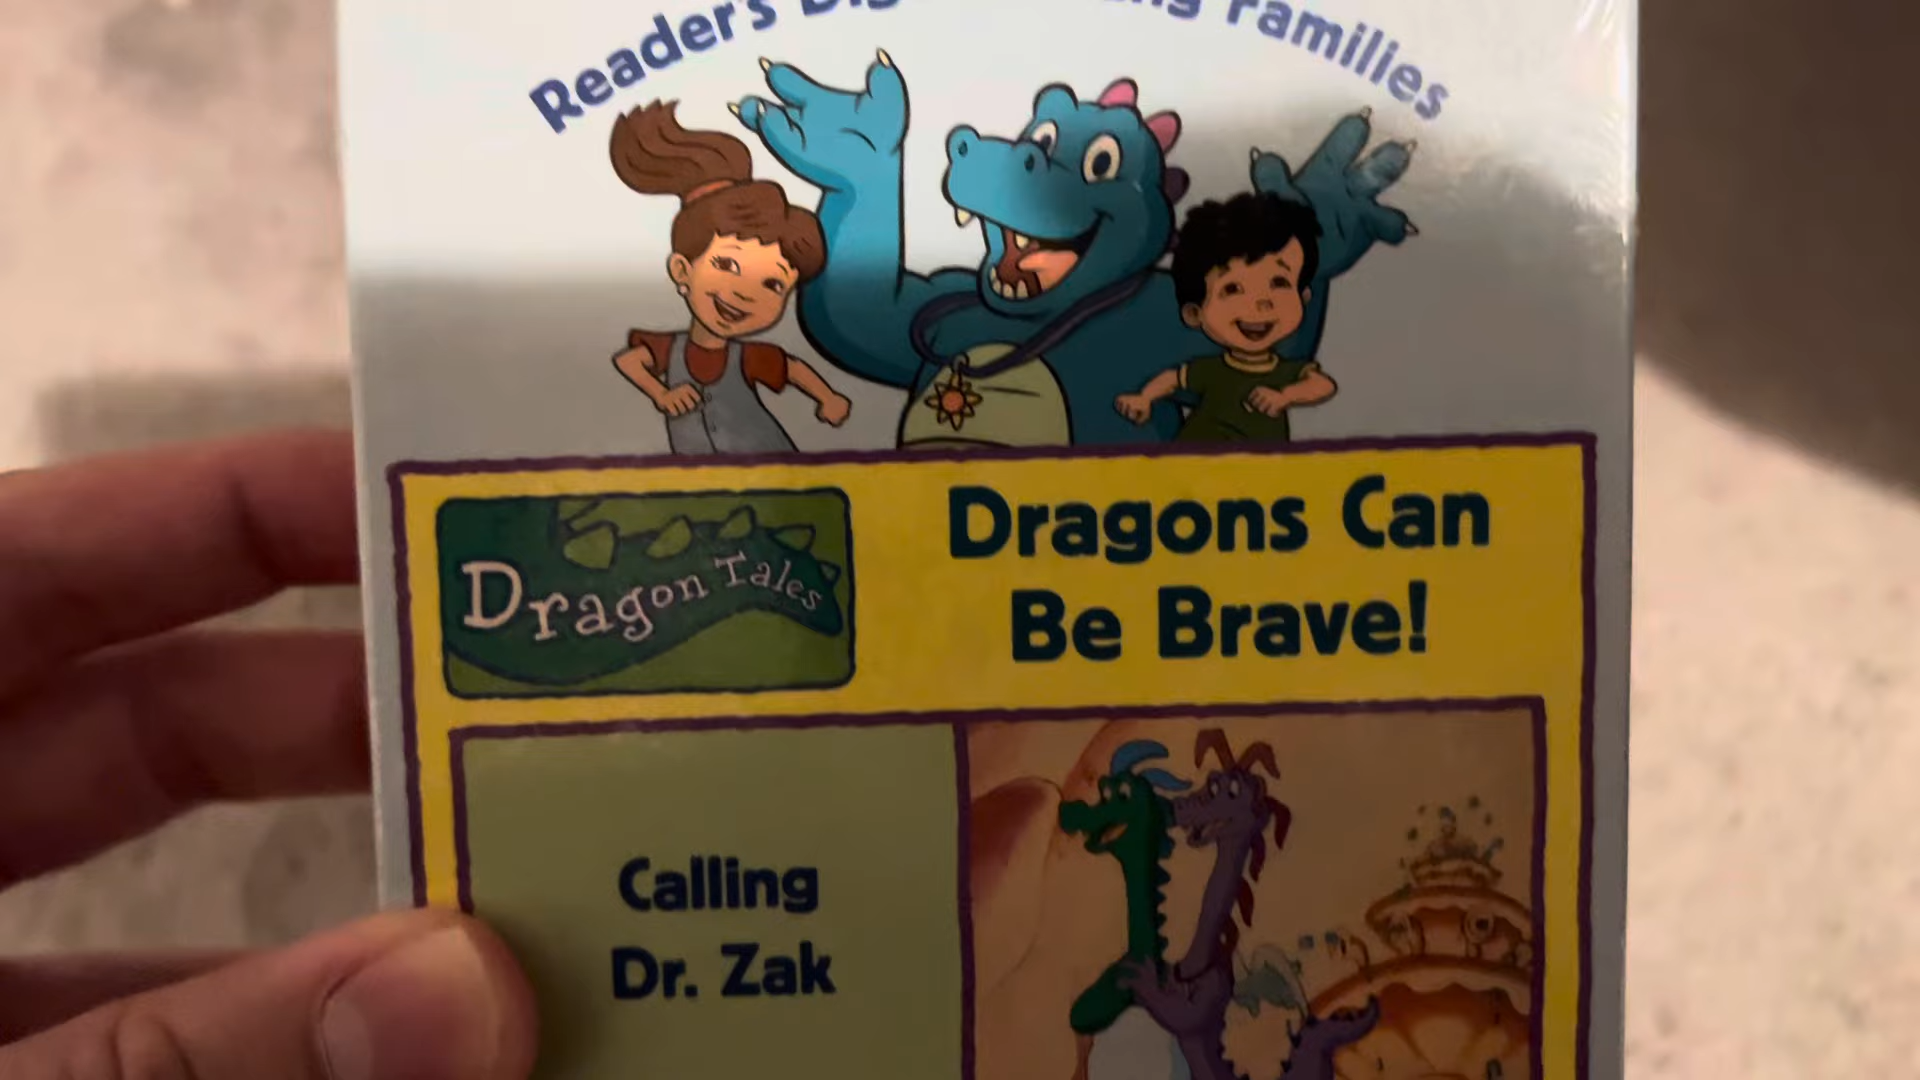 Reader's Families
Dragon Tales
Dragons Can
Be Brave!
Calling
Dr. Zak